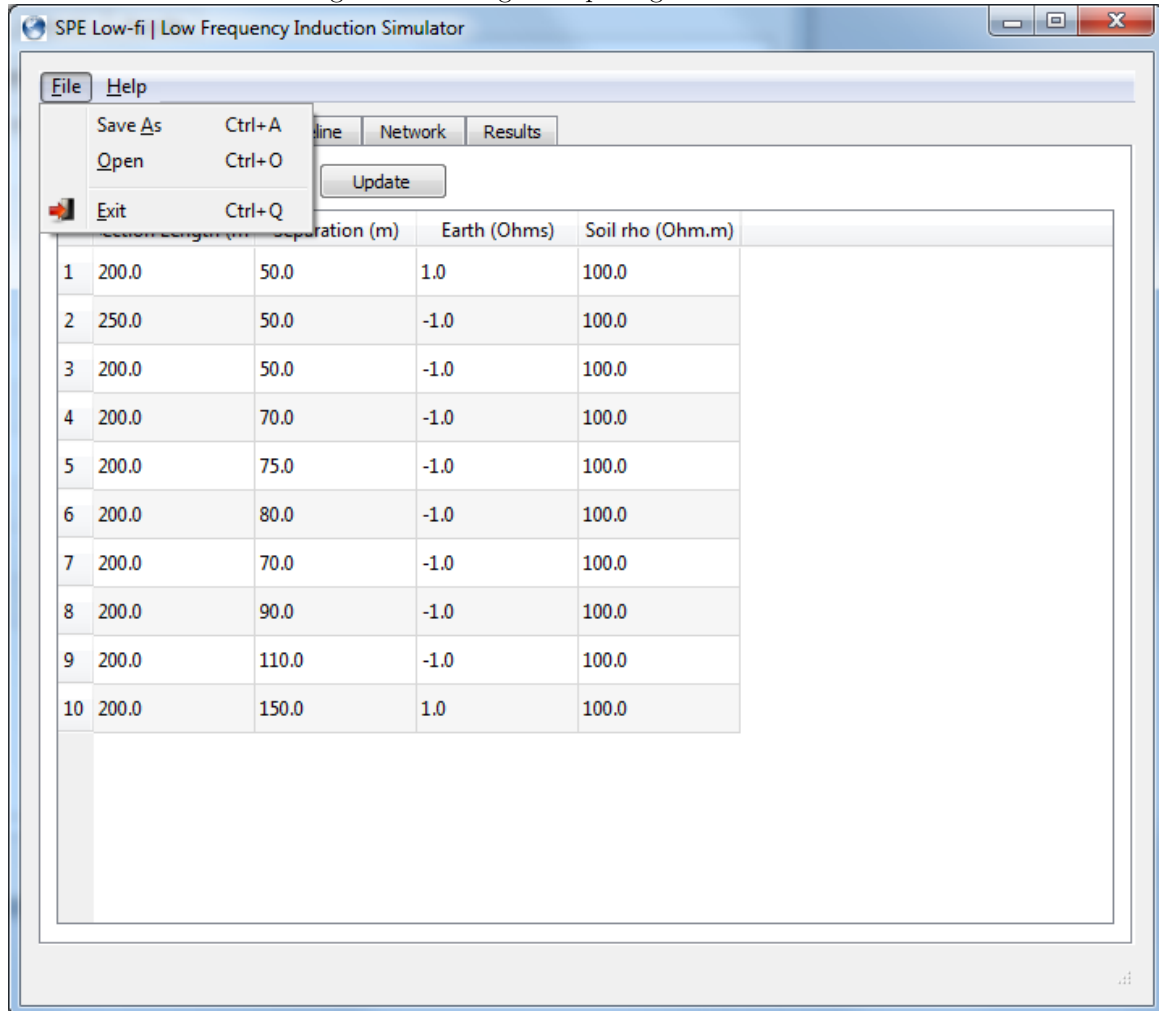 SPE Low-fi | Low Frequency Induction Simulator
File Help
Save As Ctrl+A
Open Ctrl+O
Exit Ctrl+Q
Network Results
Update
Separation (m) Earth (Ohms) Soil rho (Ohm.m)
1 200.0 50.0 1.0 100.0
2 250.0 50.0 -1.0 100.0
3 200.0 50.0 -1.0 100.0
4 200.0 70.0 -1.0 100.0
5 200.0 75.0 -1.0 100.0
6 200.0 80.0 -1.0 100.0
7 200.0 70.0 -1.0 100.0
8 200.0 90.0 -1.0 100.0
9 200.0 110.0 -1.0 100.0
10 200.0 150.0 1.0 100.0